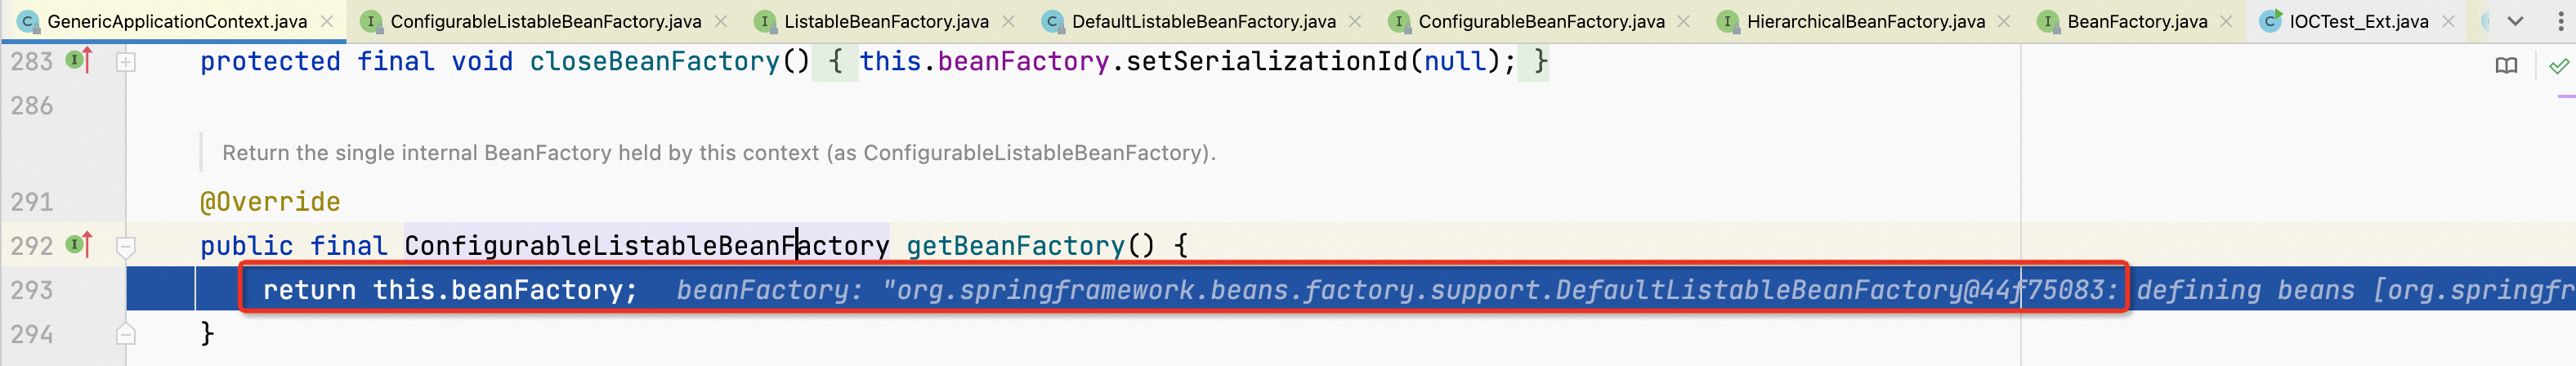 GenericApplicationContext.java ConfigurableListableBeanFactory.java ListableBeanFactory.java DefaultListableBeanFactory.java ConfigurableBeanFactory.java HierarchicalBeanFactory.java BeanFactory.java IOCTest_Ext.java
283 protected final void closeBeanFactory() { this.beanFactory.setSerializationId(null); }
286
Return the single internal BeanFactory held by this context (as ConfigurableListableBeanFactory).
291 @Override
292 public final ConfigurableListableBeanFactory getBeanFactory() {
293 return this.beanFactory; beanFactory: "org.springframework.beans.factory.support.DefaultListableBeanFactory@44f75083: defining beans [org.springfr
294 }